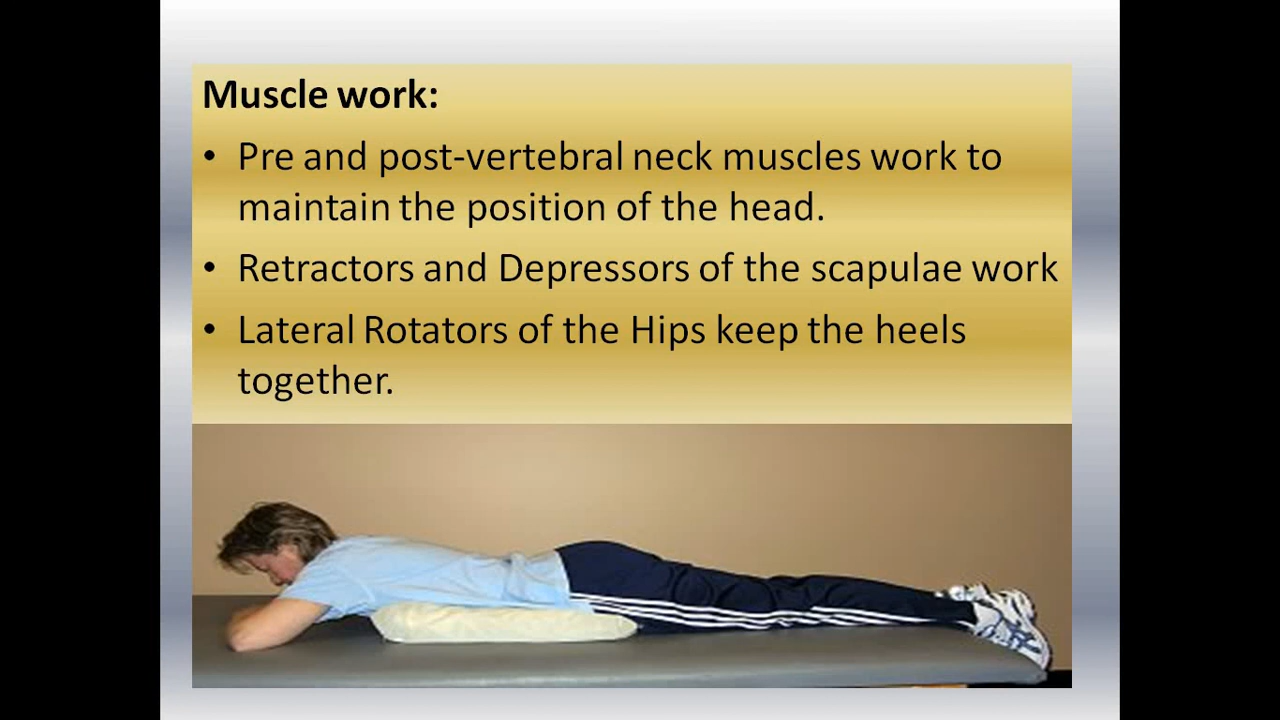 Muscle work:
• Pre and post-vertebral neck muscles work to
maintain the position of the head.
• Retractors and Depressors of the scapulae work
• Lateral Rotators of the Hips keep the heels
together.